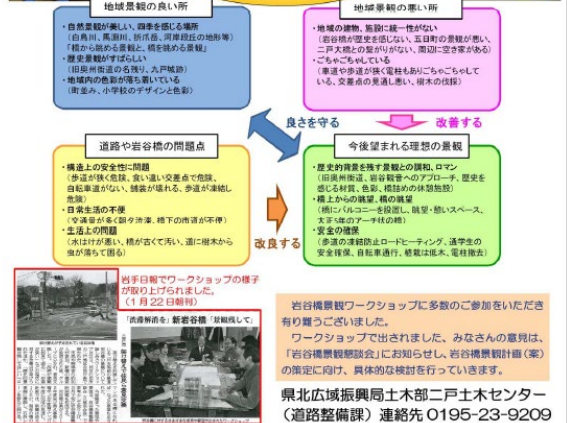 地域景観の良い所
・自然景観が美しい、四季を感じる場所
(白鳥川、馬淵川、折爪岳、河岸段丘の地形等)
「橋から眺める景観と、橋を眺める景観」
・歴史景観がすばらしい
(旧奥州街道の名残り、九戸城跡)
・地域内の色彩が落ち着いている
(町並み、小学校のデザインと色彩)
地域景観の悪い所
・地域の建物、施設に統一性がない
(岩谷橋が歴史を感じない、五日町の景観が悪い、
二戸大橋との繋がりがない、周辺に空き家がある)
・ごちゃごちゃしている
(車道や歩道が狭く電柱もありごちゃごちゃして
いる、交差点の見通し悪い、樹木の伐採)
良さを守る
改善する
道路や岩谷橋の問題点
・構造上の安全性に問題
(歩道が狭く危険、食い違い交差点で危険、
自転車道がない、舗装が壊れる、歩道が凍結し
危険)
・日常生活の不便
(交通量が多く朝夕渋滞、橋下の市道が不便)
・生活上の問題
(水はけが悪い、橋が古くて汚い、道に樹木から
虫が落ちて困る)
改良する
今後望まれる理想の景観
・歴史的背景を残す景観との調和、ロマン
(旧奥州街道、岩谷観音へのアプローチ、歴史を
感じる材質、色彩、橋詰めの休憩施設)
・橋上からの眺望、橋の眺望
(橋にバルコニーを設置し、眺望・憩いスペース、
大正5年のアーチ状の橋)
・安全の確保
(歩道の凍結防止ロードヒーティング、通学生の
安全確保、自転車通行、植栽は低木、電柱撤去)
岩手日報でワークショップの様子
が取り上げられました。
(1月22日朝刊)
「渋滞解消を」新岩谷橋「景観残して」
岩谷橋景観ワークショップに多数のご参加をいただき
有り難うございました。
ワークショップで出されました、みなさんの意見は、
「岩谷橋景観懇談会」にお知らせし、岩谷橋景観計画(案)
の策定に向け、具体的な検討を行っていきます。
県北広域振興局土木部二戸土木センター
(道路整備課)連絡先 0195-23-9209